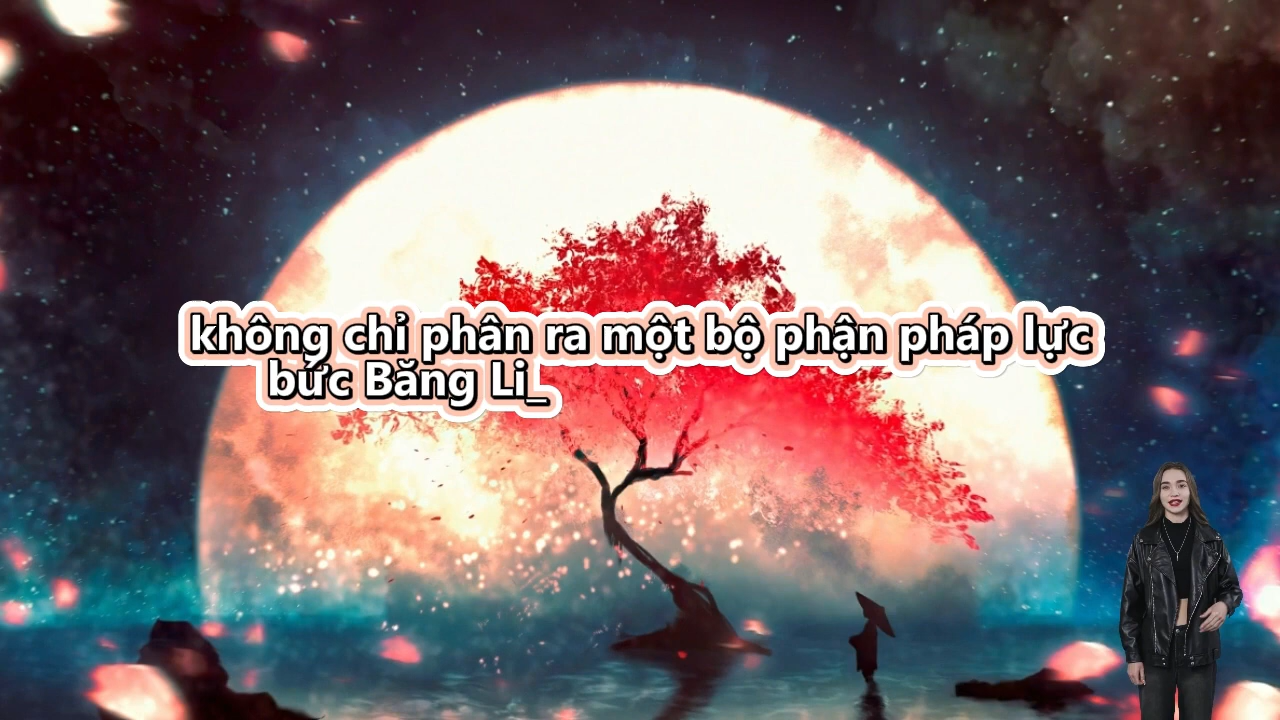 không chỉ phân ra một bộ phận pháp lực
bức Băng Li_